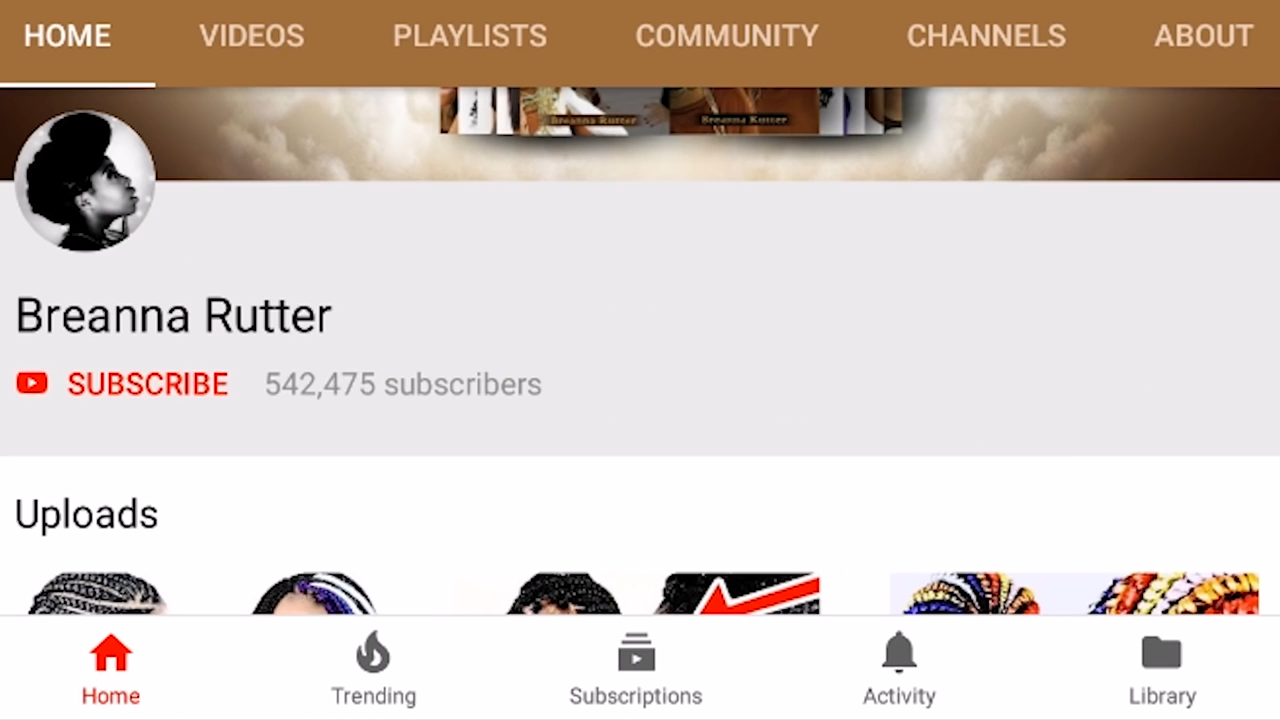 HOME VIDEOS PLAYLISTS COMMUNITY CHANNELS ABOUT
Breanna Rutter Breanna Rutter
Breanna Rutter
SUBSCRIBE 542,475 subscribers
Uploads
Home Trending Subscriptions Activity Library